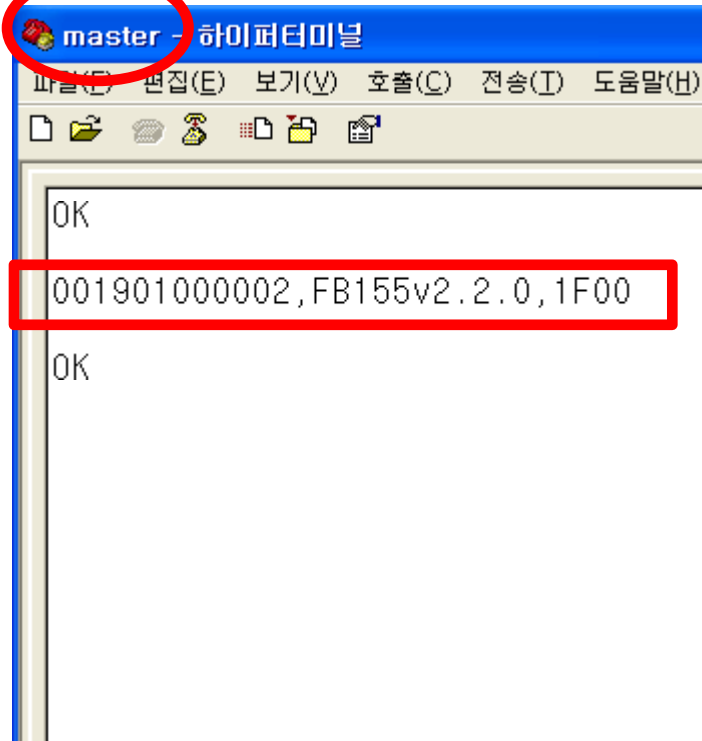 master - 하이퍼터미널
파일(F) 편집(E) 보기(V) 호출(C) 전송(T) 도움말(H)
OK
001901000002,FB155v2.2.0,1F00
OK